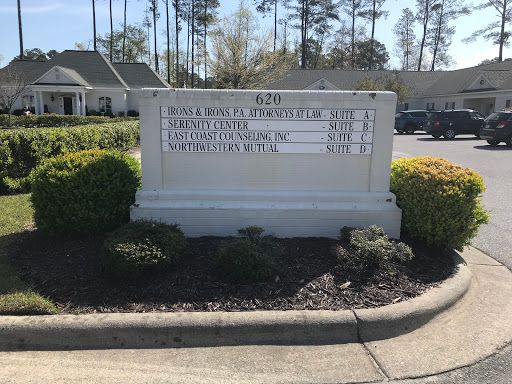 620
IRONS & IRONS, P.A. ATTORNEYS AT LAW - SUITE A
SERENITY CENTER - SUITE B
EAST COAST COUNSELING, INC. - SUITE C
NORTHWESTERN MUTUAL - SUITE D